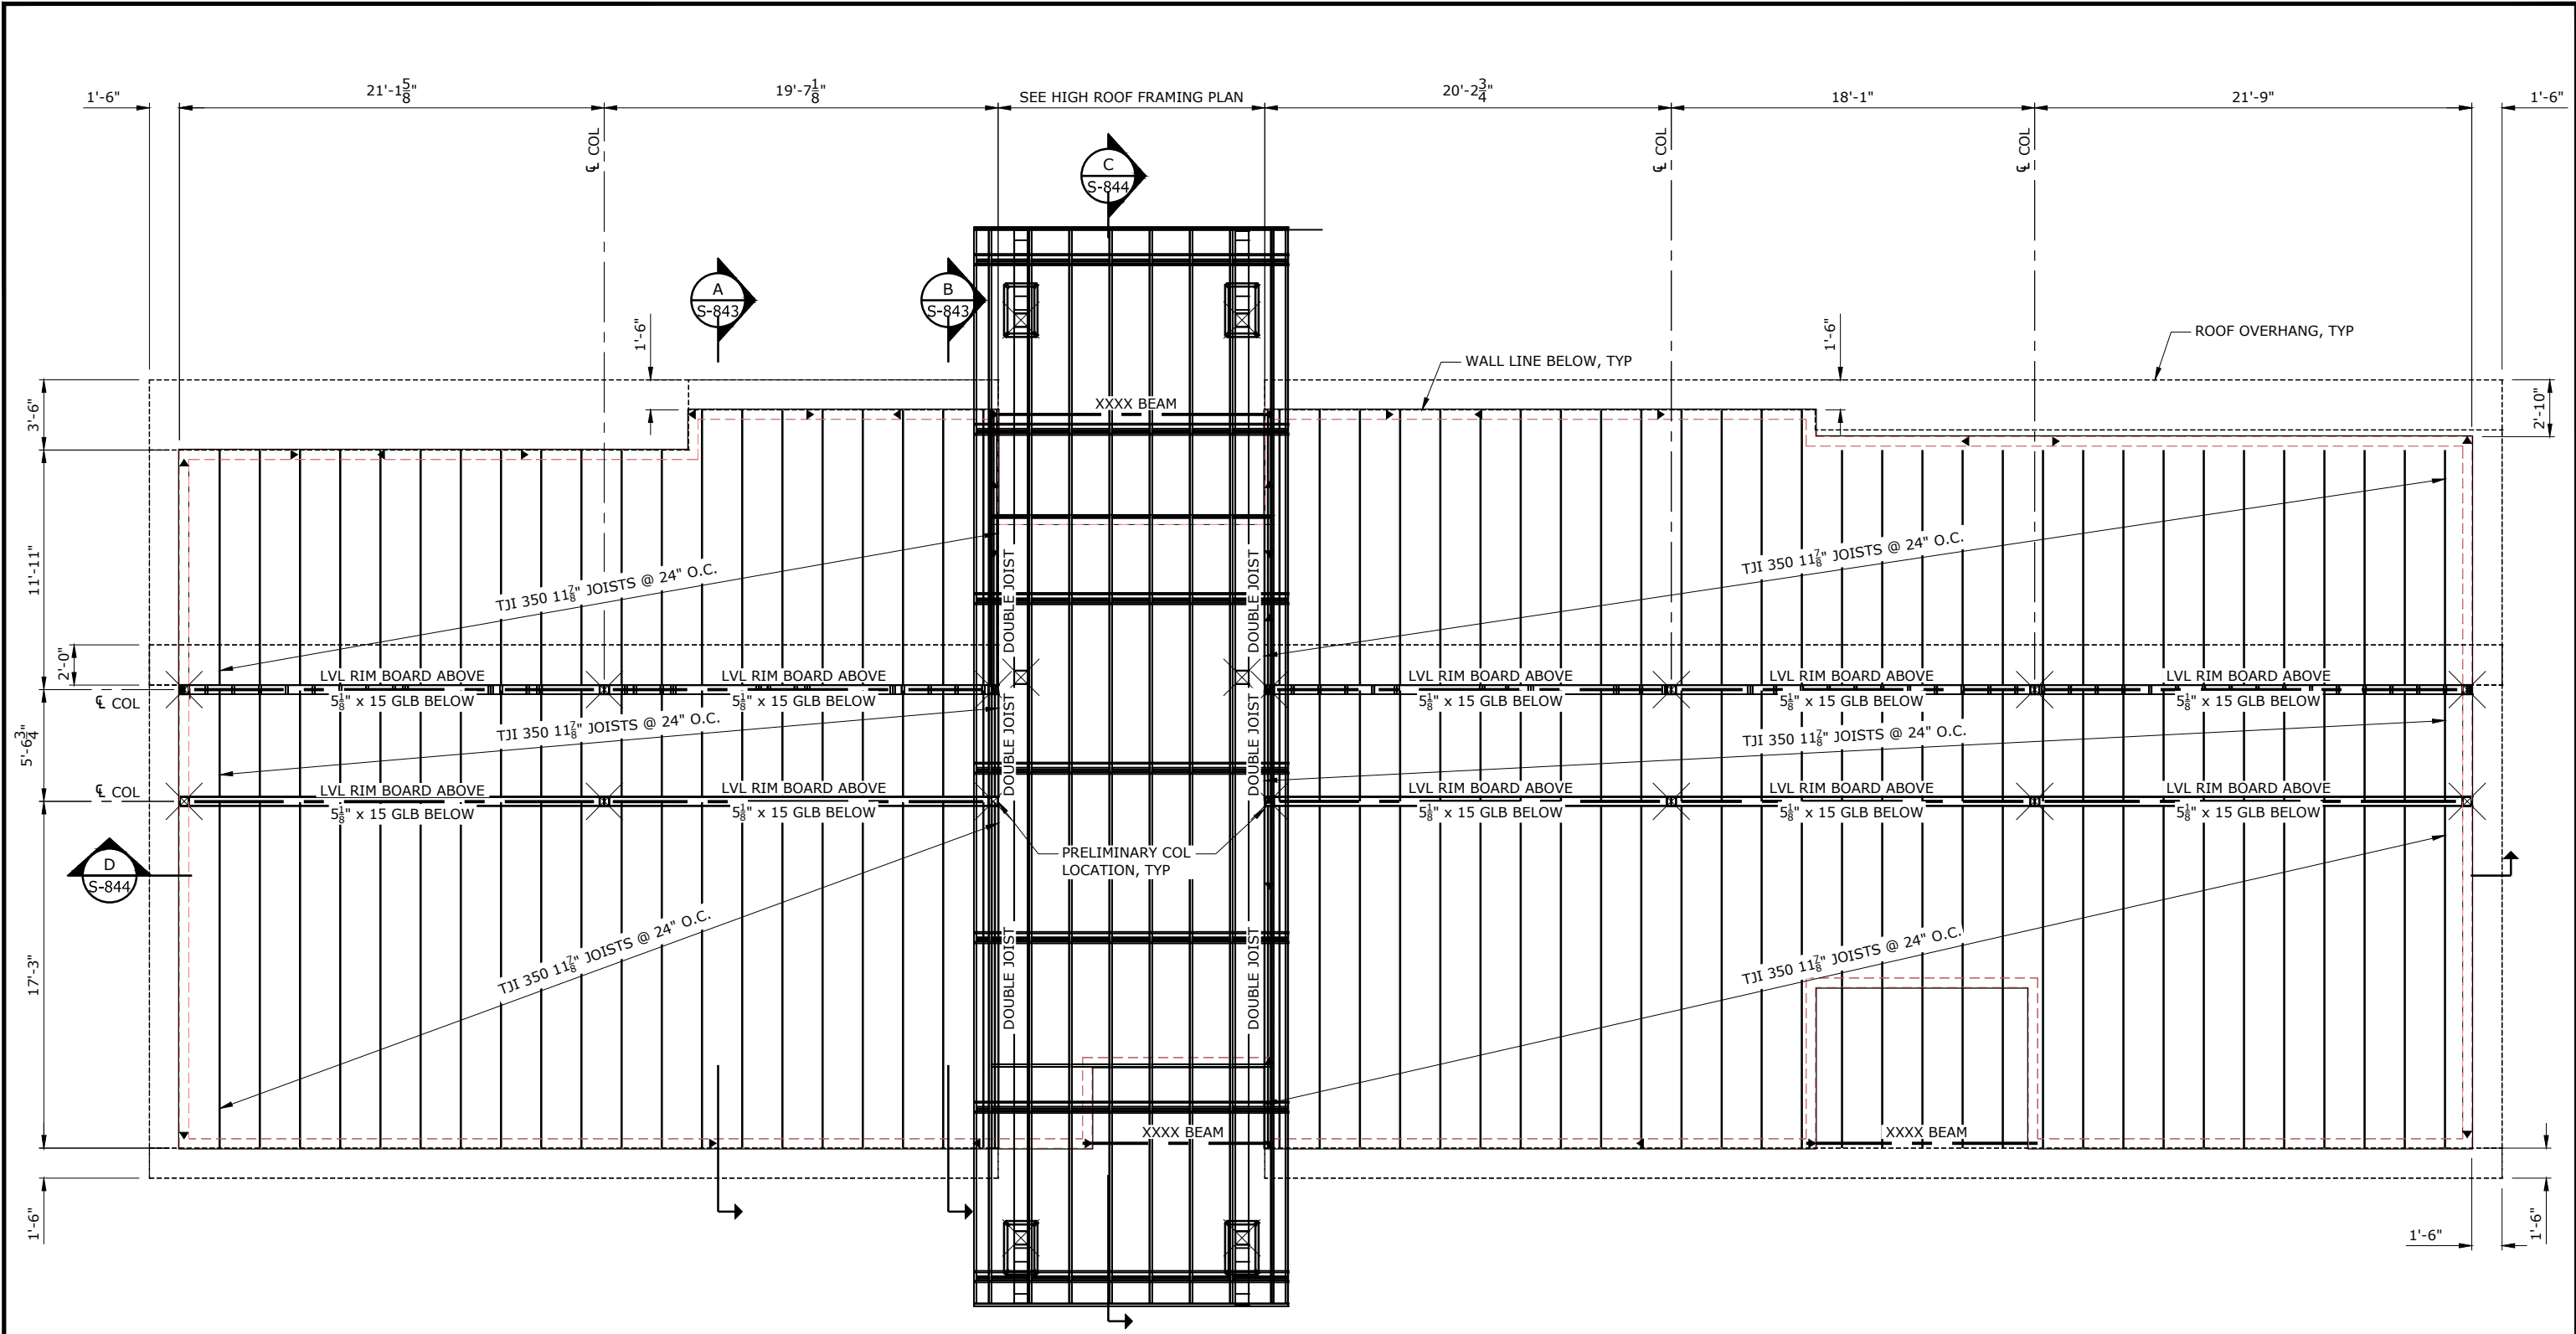 1'-6"
21'-1 5/8"
19'-7 1/8"
SEE HIGH ROOF FRAMING PLAN
20'-2 3/4"
18'-1"
21'-9"
1'-6"
℄ COL
℄ COL
℄ COL
C
S-844
A
S-843
B
S-843
1'-6"
1'-6"
ROOF OVERHANG, TYP
WALL LINE BELOW, TYP
3'-6"
2'-10"
XXXX BEAM
11'-11"
TJI 350 11 7/8" JOISTS @ 24" O.C.
DOUBLE JOIST
DOUBLE JOIST
TJI 350 11 7/8" JOISTS @ 24" O.C.
2'-0"
LVL RIM BOARD ABOVE
LVL RIM BOARD ABOVE
LVL RIM BOARD ABOVE
LVL RIM BOARD ABOVE
LVL RIM BOARD ABOVE
℄ COL
5 1/8" x 15 GLB BELOW
5 1/8" x 15 GLB BELOW
5 1/8" x 15 GLB BELOW
5 1/8" x 15 GLB BELOW
5 1/8" x 15 GLB BELOW
5'-6 3/4"
TJI 350 11 7/8" JOISTS @ 24" O.C.
DOUBLE JOIST
DOUBLE JOIST
TJI 350 11 7/8" JOISTS @ 24" O.C.
℄ COL
LVL RIM BOARD ABOVE
LVL RIM BOARD ABOVE
LVL RIM BOARD ABOVE
LVL RIM BOARD ABOVE
LVL RIM BOARD ABOVE
5 1/8" x 15 GLB BELOW
5 1/8" x 15 GLB BELOW
5 1/8" x 15 GLB BELOW
5 1/8" x 15 GLB BELOW
5 1/8" x 15 GLB BELOW
PRELIMINARY COL
LOCATION, TYP
D
S-844
17'-3"
TJI 350 11 7/8" JOISTS @ 24" O.C.
DOUBLE JOIST
DOUBLE JOIST
TJI 350 11 7/8" JOISTS @ 24" O.C.
XXXX BEAM
XXXX BEAM
1'-6"
1'-6"
1'-6"